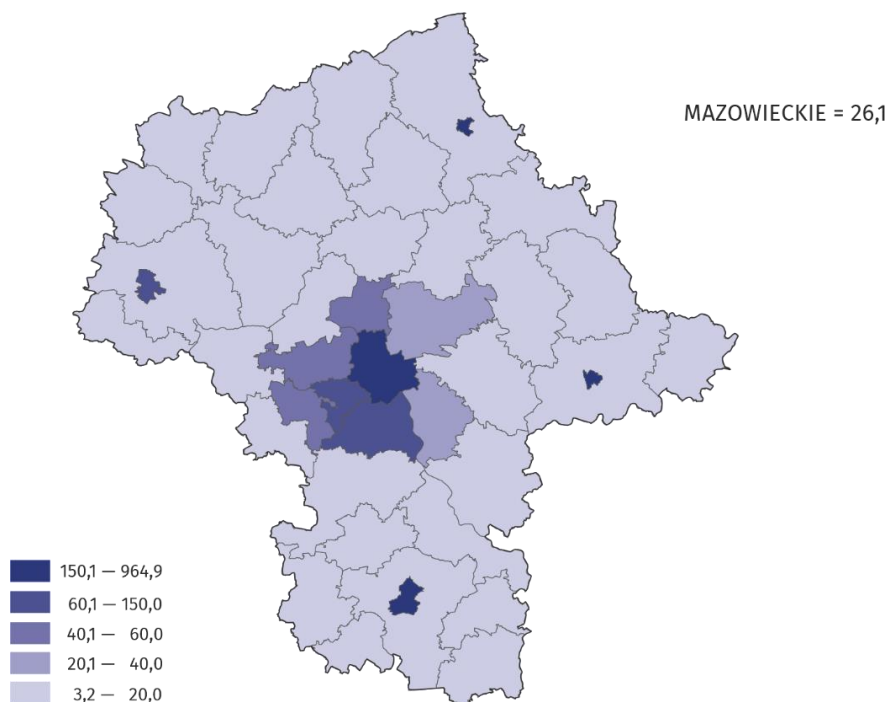 MAZOWIECKIE = 26,1
150,1 — 964,9
60,1 — 150,0
40,1 — 60,0
20,1 — 40,0
3,2 — 20,0